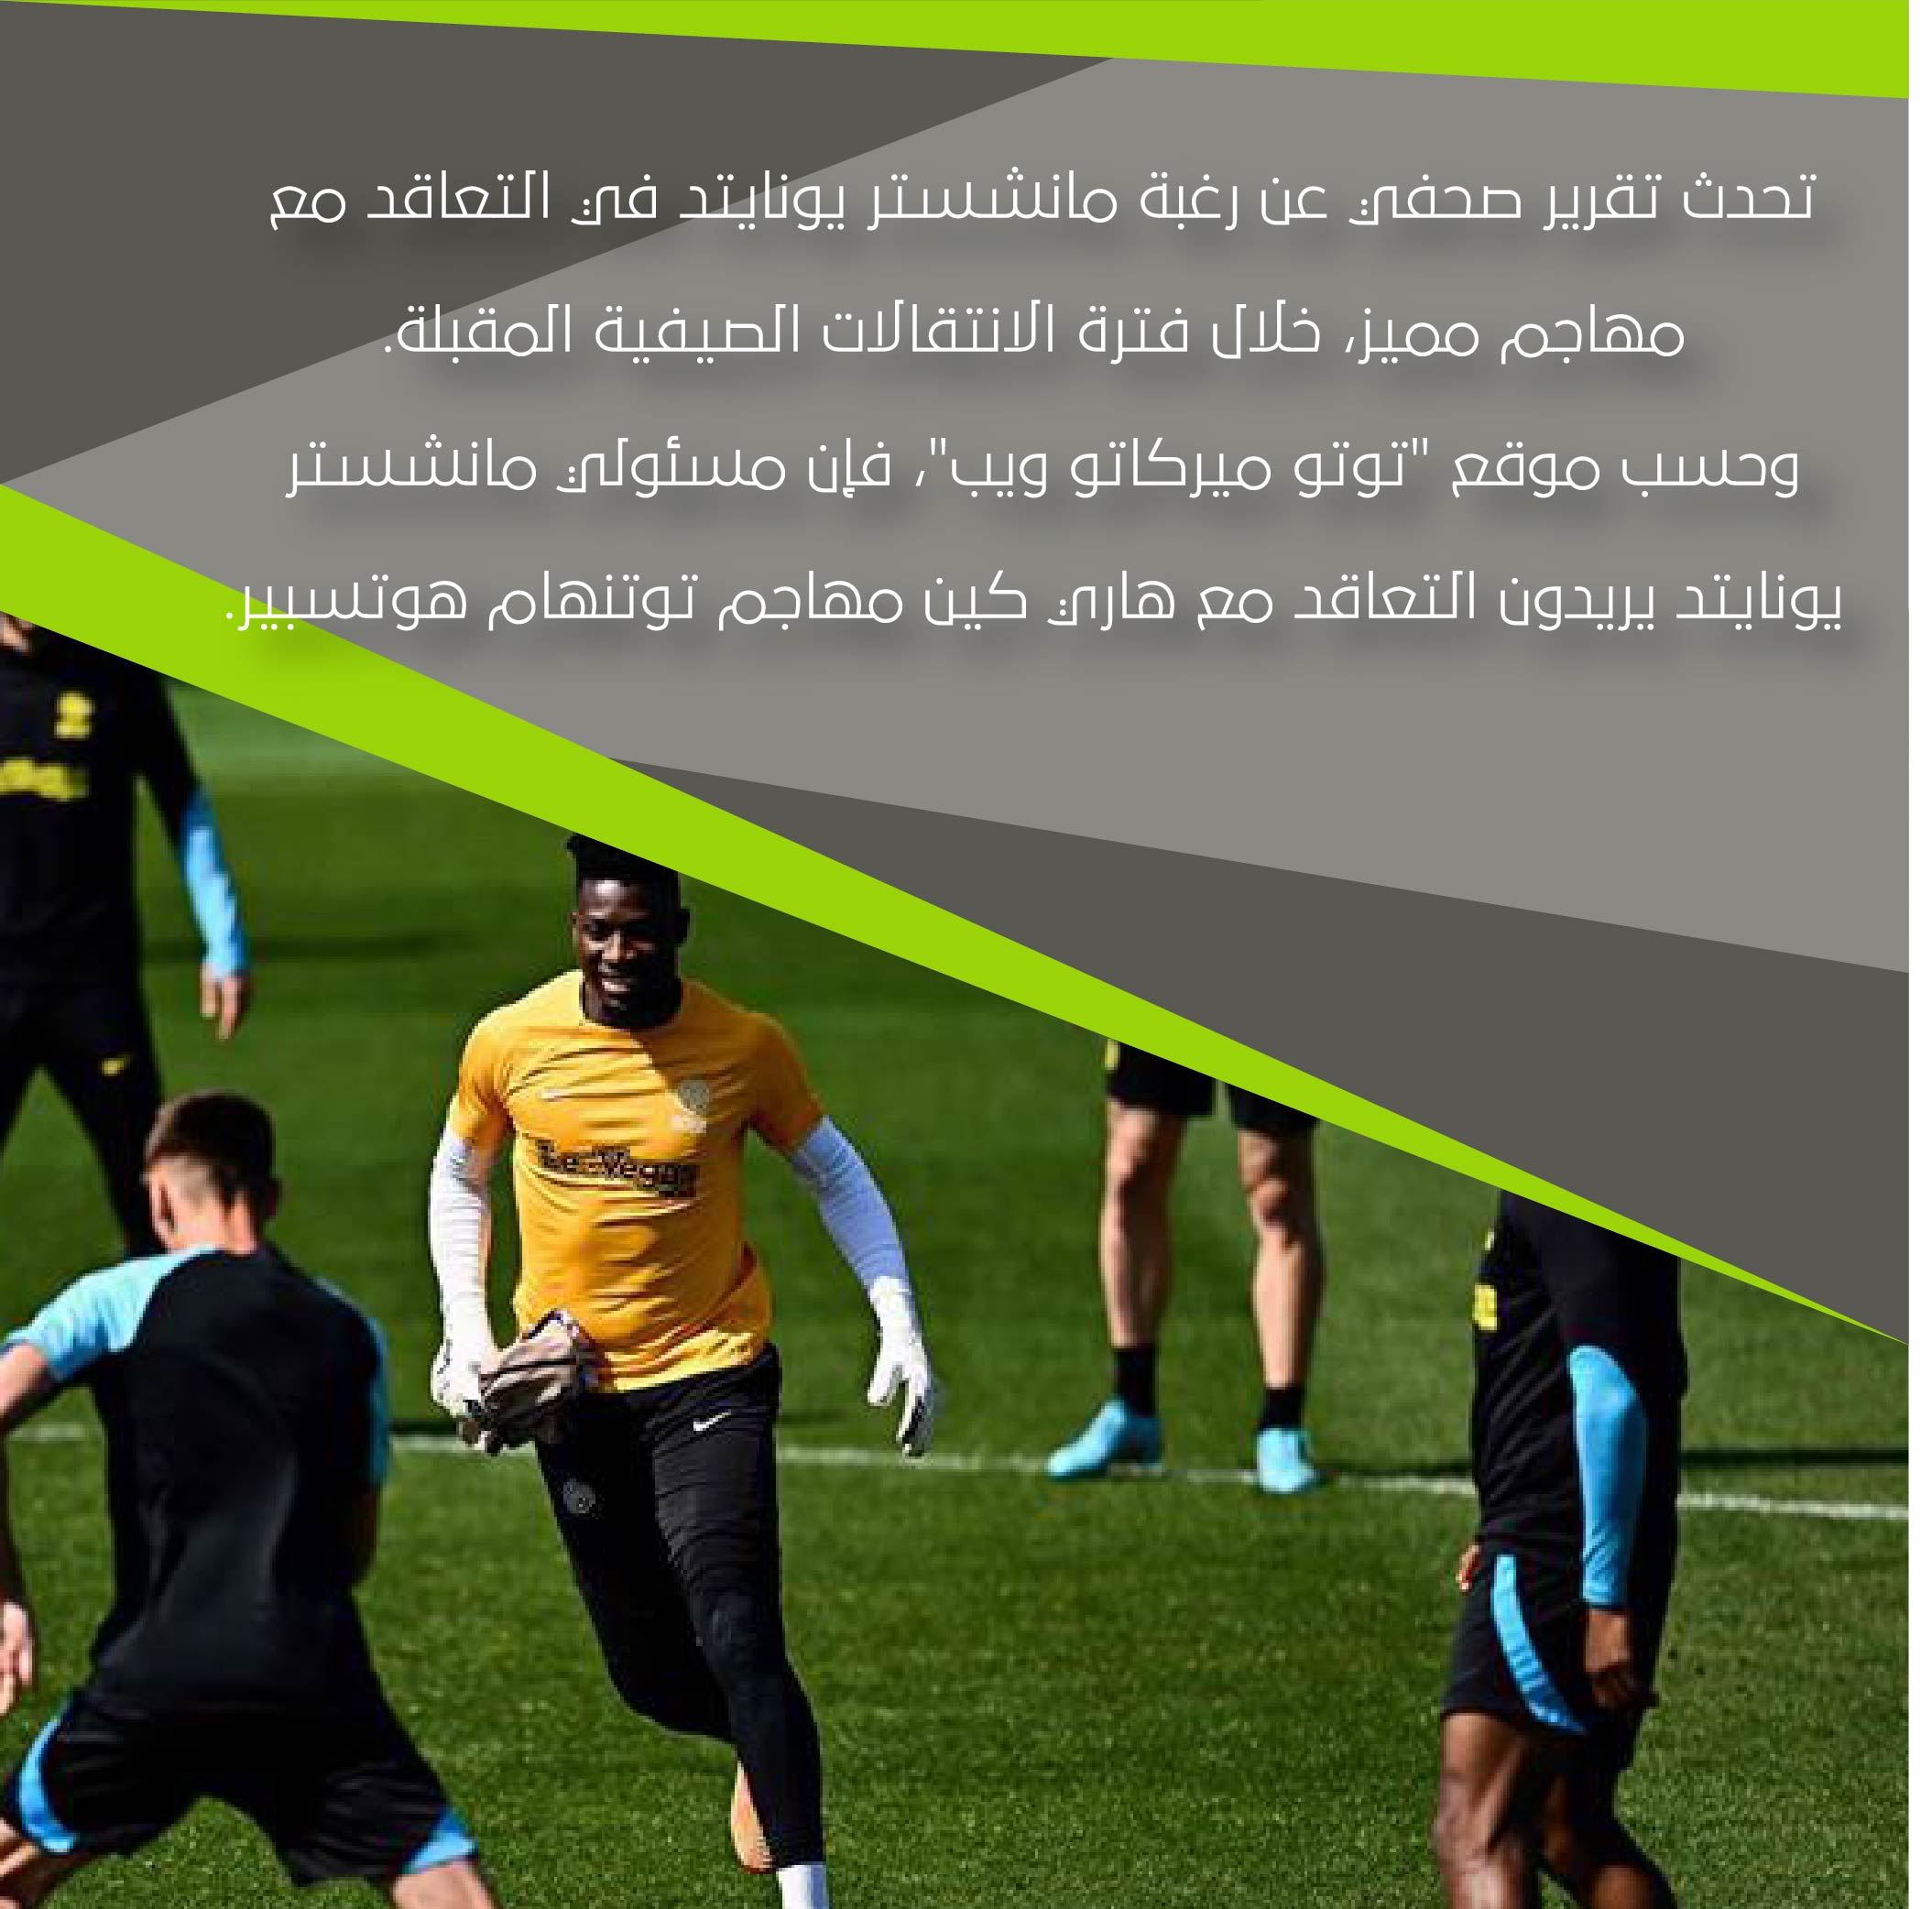 تحدث تقرير صحفي عن رغبة مانشستر يونايتد في التعاقد مع
مهاجم مميز، خلال فترة الانتقالات الصيفية المقبلة.
وحسب موقع "توتو ميركاتو ويب"، فإن مسئولي مانشستر
يونايتد يريدون التعاقد مع هاري كين مهاجم توتنهام هوتسبير.